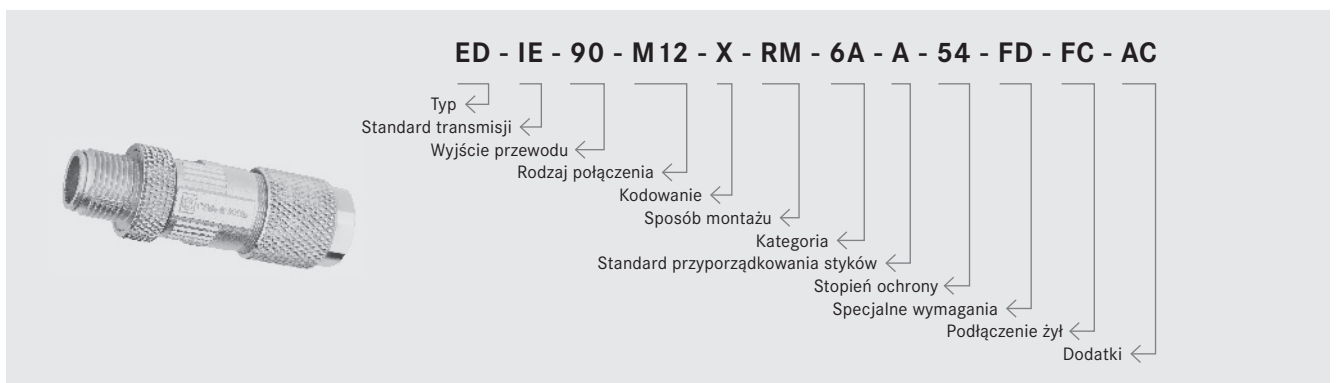 ED - IE - 90 - M12 - X - RM - 6A - A - 54 - FD - FC - AC
Typ
Standard transmisji
Wyjście przewodu
Rodzaj połączenia
Kodowanie
Sposób montażu
Kategoria
Standard przyporządkowania styków
Stopień ochrony
Specjalne wymagania
Podłączenie żył
Dodatki